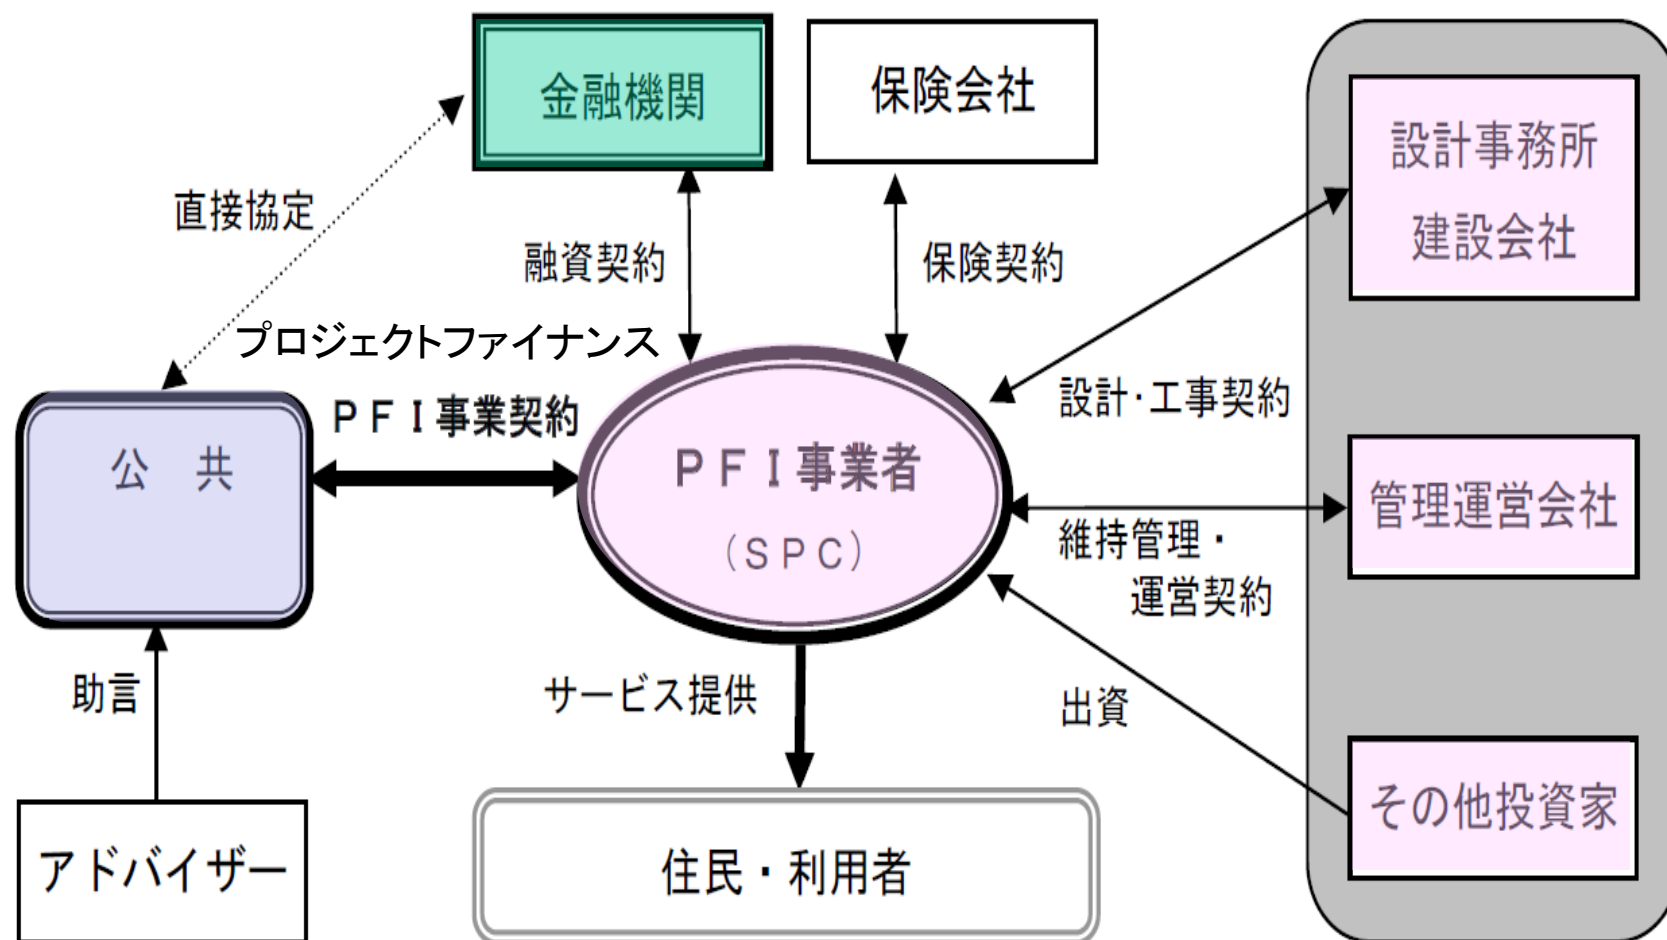 金融機関
保険会社
設計事務所
建設会社
直接協定
融資契約
保険契約
プロジェクトファイナンス
ＰＦＩ事業契約
設計・工事契約
公　共
ＰＦＩ事業者
（ＳＰＣ）
管理運営会社
維持管理・
運営契約
助言
サービス提供
出資
その他投資家
アドバイザー
住民・利用者